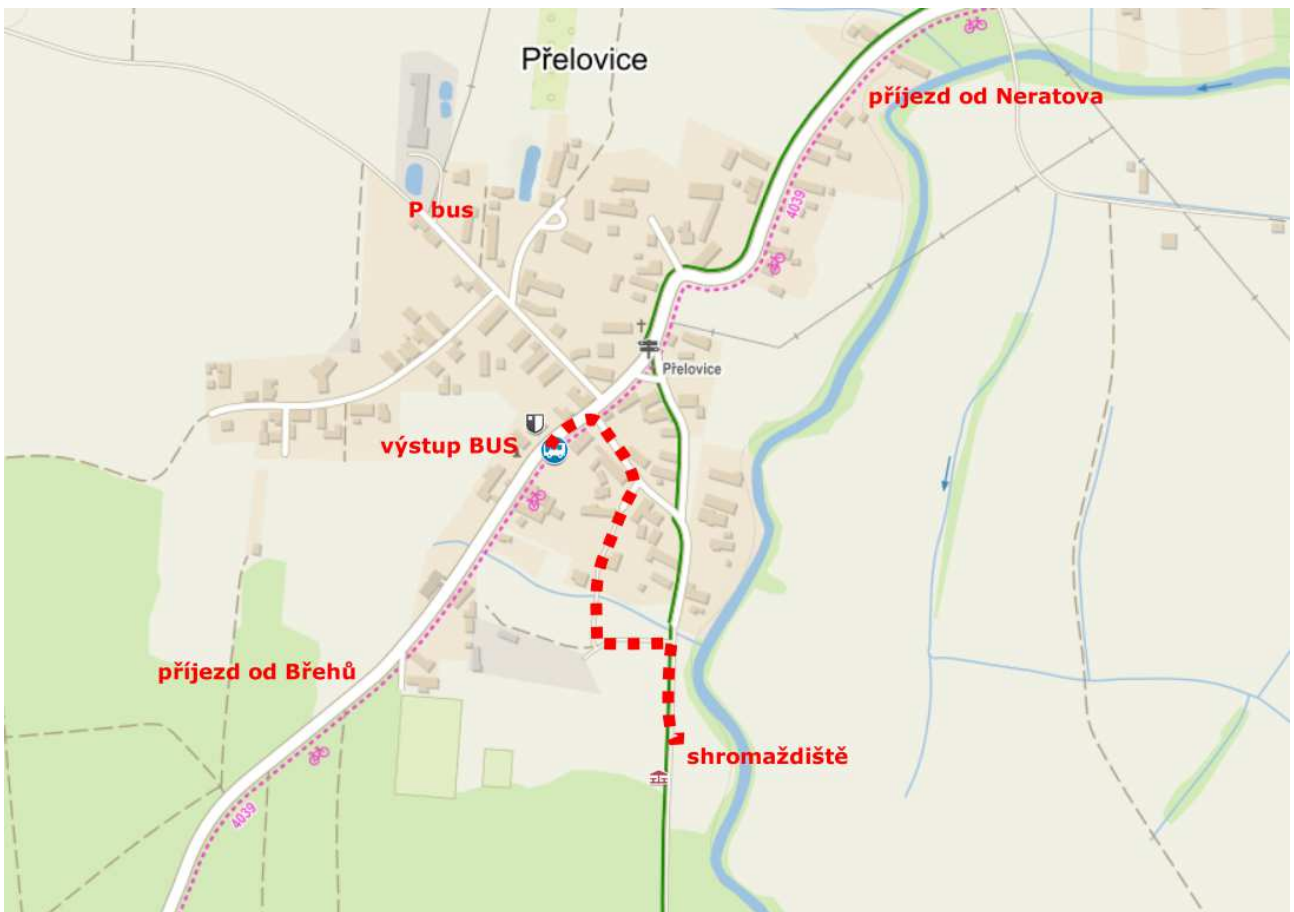 Přelovice
příjezd od Neratova
4039
P bus
Přelovice
výstup BUS
příjezd od Břehů
shromaždiště
4039